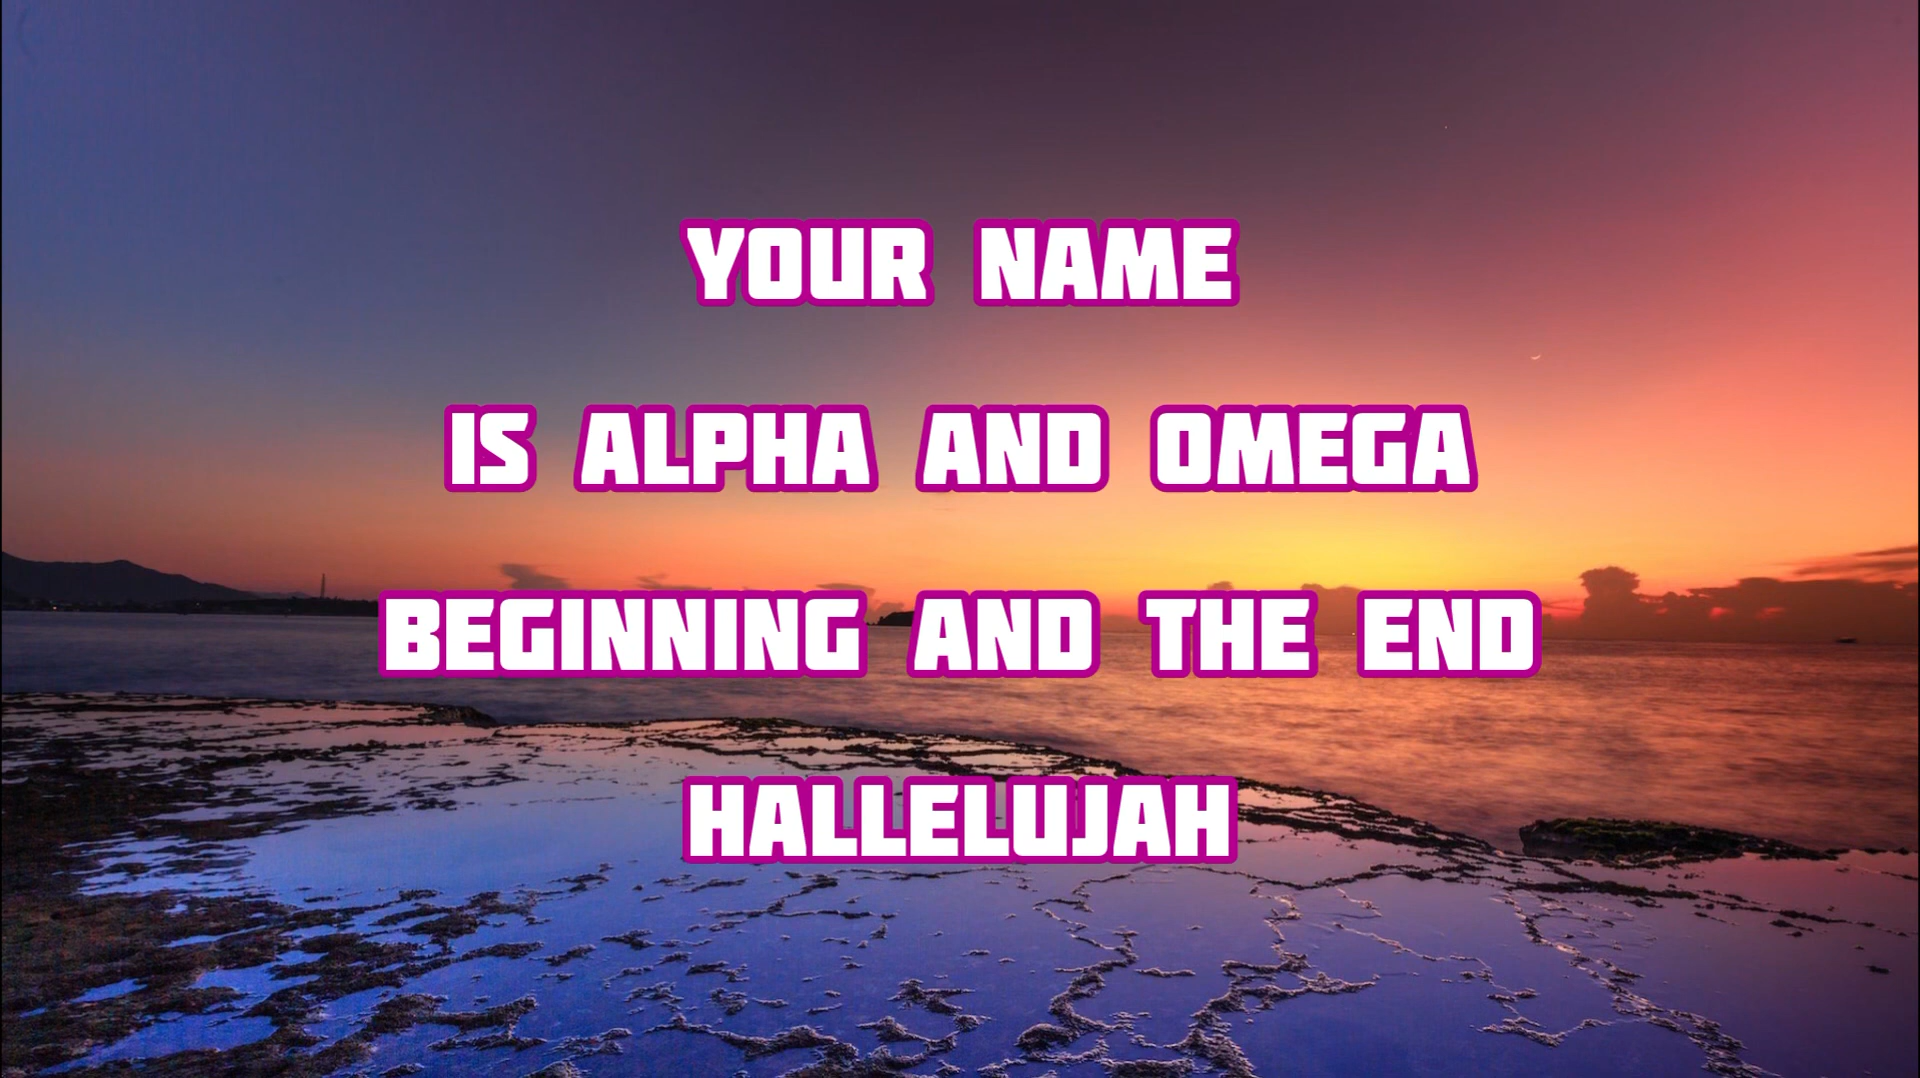 YOUR NAME
IS ALPHA AND OMEGA
BEGINNING AND THE END
HALLELUJAH